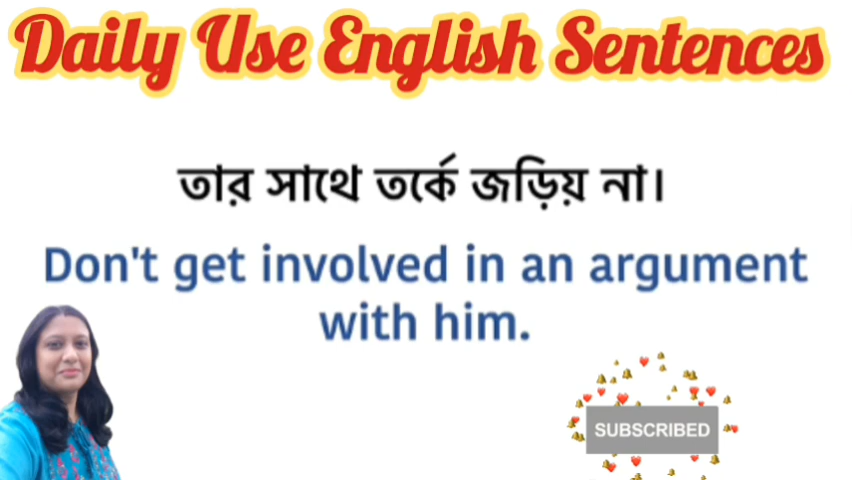 Daily Use English Sentences
তার সাথে তর্কে জড়িয় না।
Don't get involved in an argument
with him.
SUBSCRIBED